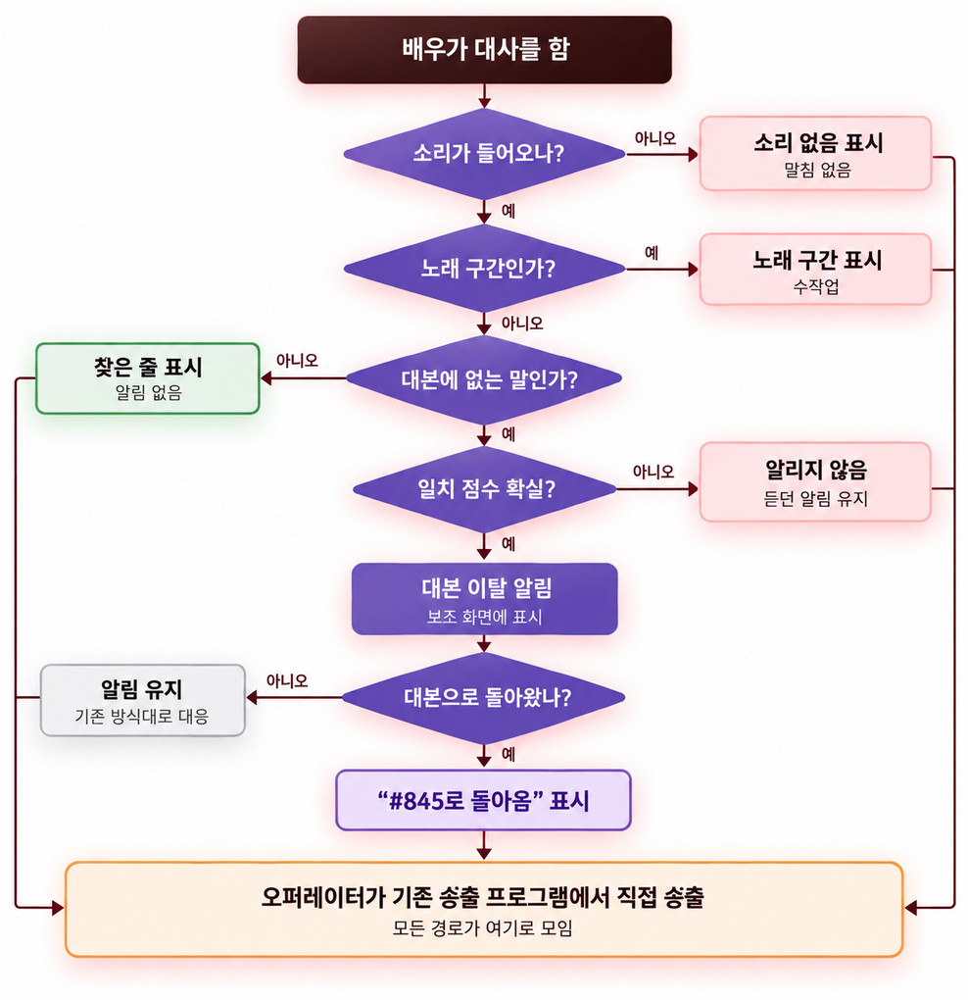 배우가 대사를 함
소리가 들어오나?
아니오
소리 없음 표시
말침 없음
예
노래 구간인가?
예
노래 구간 표시
수작업
아니오
대본에 없는 말인가?
아니오
찾은 줄 표시
알림 없음
예
일치 점수 확실?
아니오
알리지 않음
듣던 알림 유지
예
대본 이탈 알림
보조 화면에 표시
대본으로 돌아왔나?
아니오
알림 유지
기존 방식대로 대응
예
“#845로 돌아옴” 표시
오퍼레이터가 기존 송출 프로그램에서 직접 송출
모든 경로가 여기로 모임